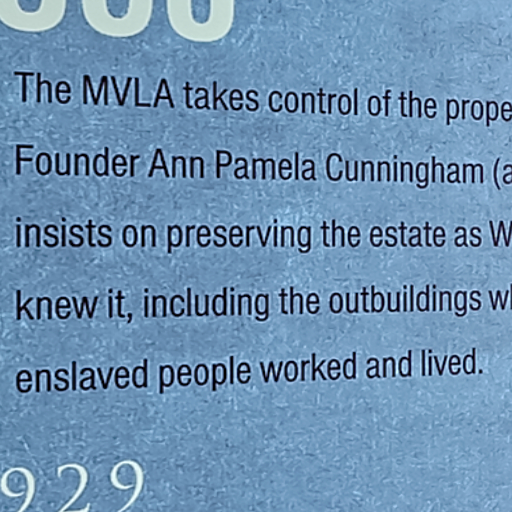 The MVLA takes control of the prope
Founder Ann Pamela Cunningham (a
insists on preserving the estate as W
knew it, including the outbuildings wh
enslaved people worked and lived.
929